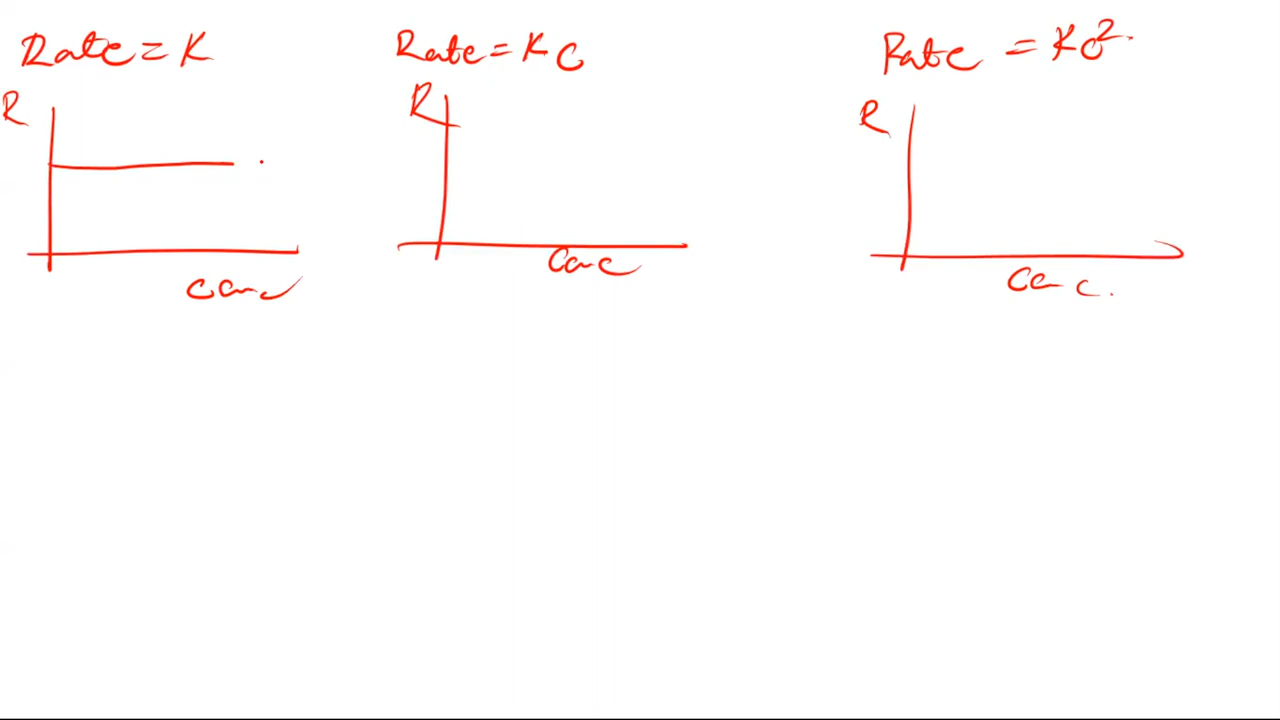 Rate = K
R
conc
Rate = KC
R
Conc
Rate = KC²
R
Conc.